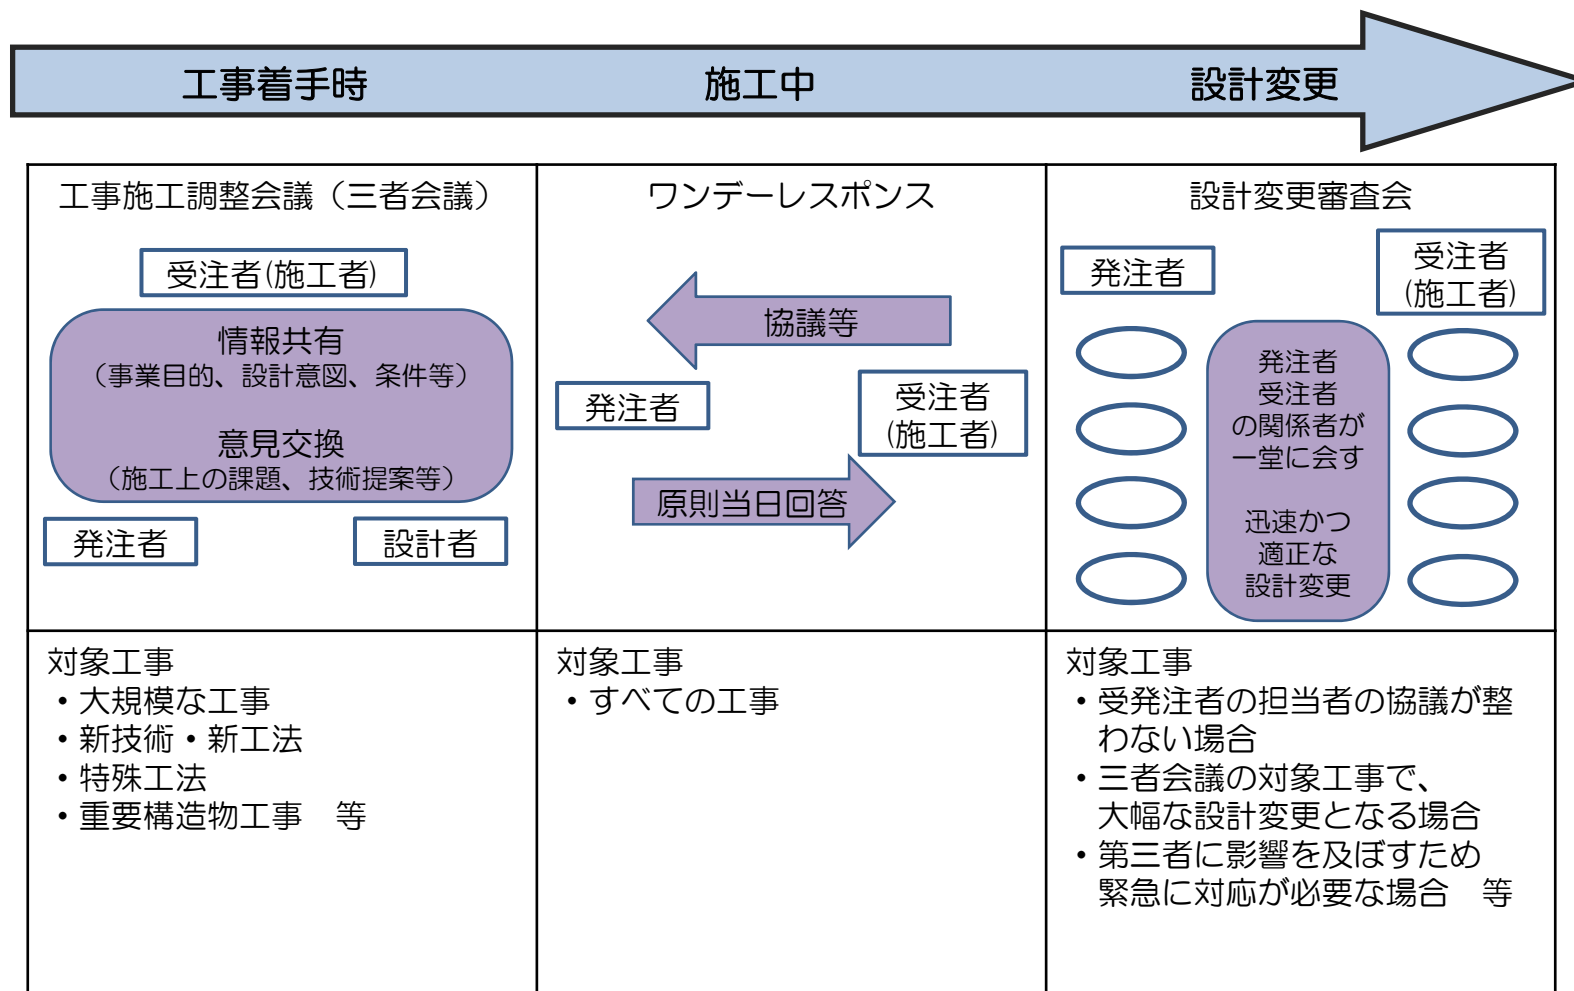 工事着手時
施工中
設計変更
工事施工調整会議（三者会議）
受注者(施工者)
情報共有
（事業目的、設計意図、条件等）
意見交換
（施工上の課題、技術提案等）
発注者
設計者
ワンデーレスポンス
協議等
発注者
受注者
(施工者)
原則当日回答
設計変更審査会
発注者
受注者
(施工者)
発注者
受注者
の関係者が
一堂に会す
迅速かつ
適正な
設計変更
対象工事
・大規模な工事
・新技術・新工法
・特殊工法
・重要構造物工事　等
対象工事
・すべての工事
対象工事
・受発注者の担当者の協議が整
わない場合
・三者会議の対象工事で、
大幅な設計変更となる場合
・第三者に影響を及ぼすため
緊急に対応が必要な場合　等